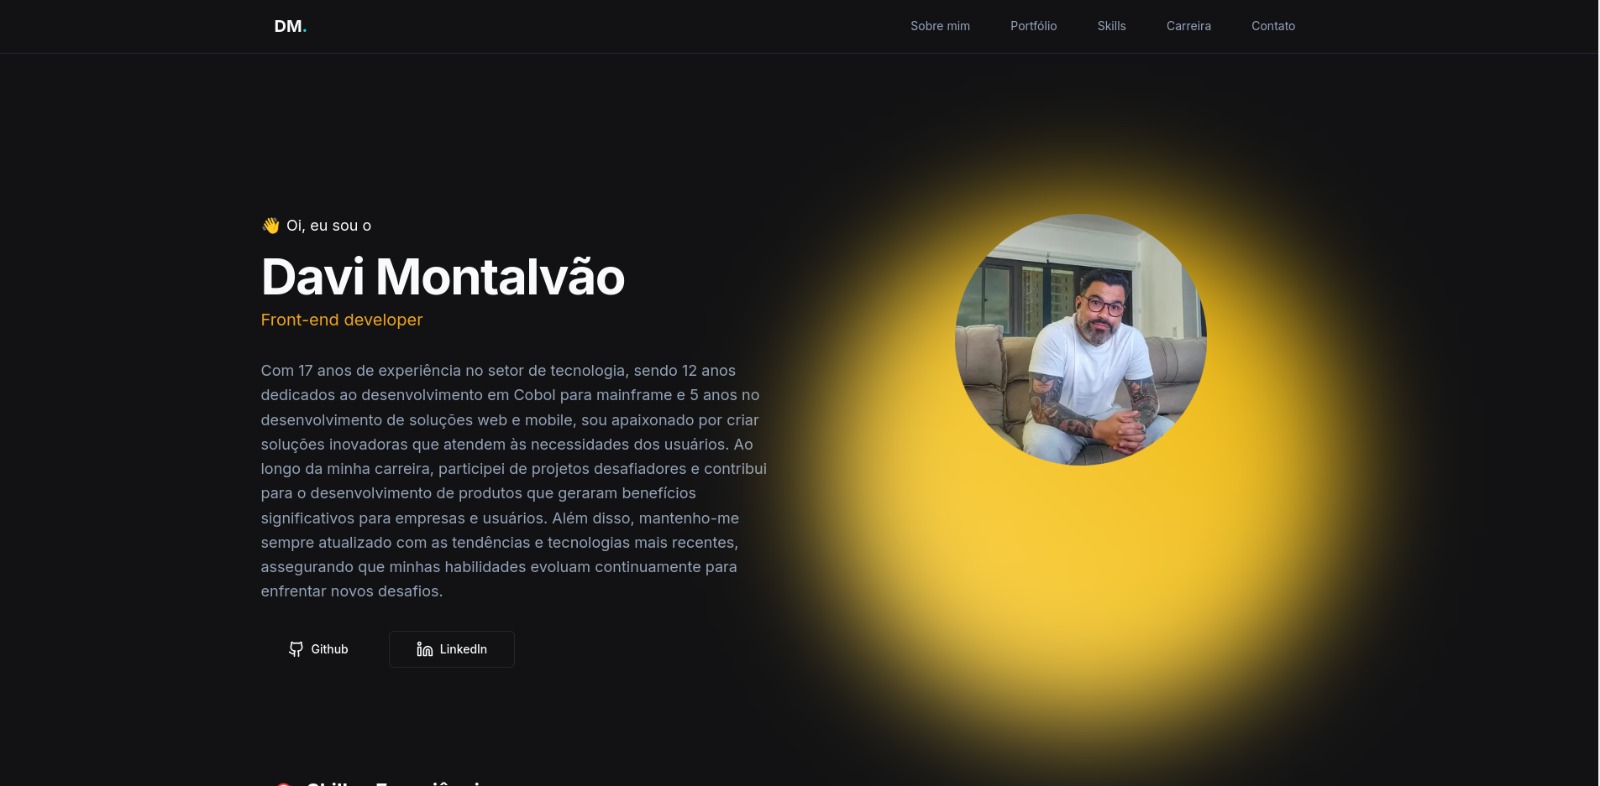 DM.
Sobre mim Portfólio Skills Carreira Contato
👋 Oi, eu sou o
Davi Montalvão
Front-end developer
Com 17 anos de experiência no setor de tecnologia, sendo 12 anos
dedicados ao desenvolvimento em Cobol para mainframe e 5 anos no
desenvolvimento de soluções web e mobile, sou apaixonado por criar
soluções inovadoras que atendem às necessidades dos usuários. Ao
longo da minha carreira, participei de projetos desafiadores e contribui
para o desenvolvimento de produtos que geraram benefícios
significativos para empresas e usuários. Além disso, mantenho-me
sempre atualizado com as tendências e tecnologias mais recentes,
assegurando que minhas habilidades evoluam continuamente para
enfrentar novos desafios.
Github
LinkedIn